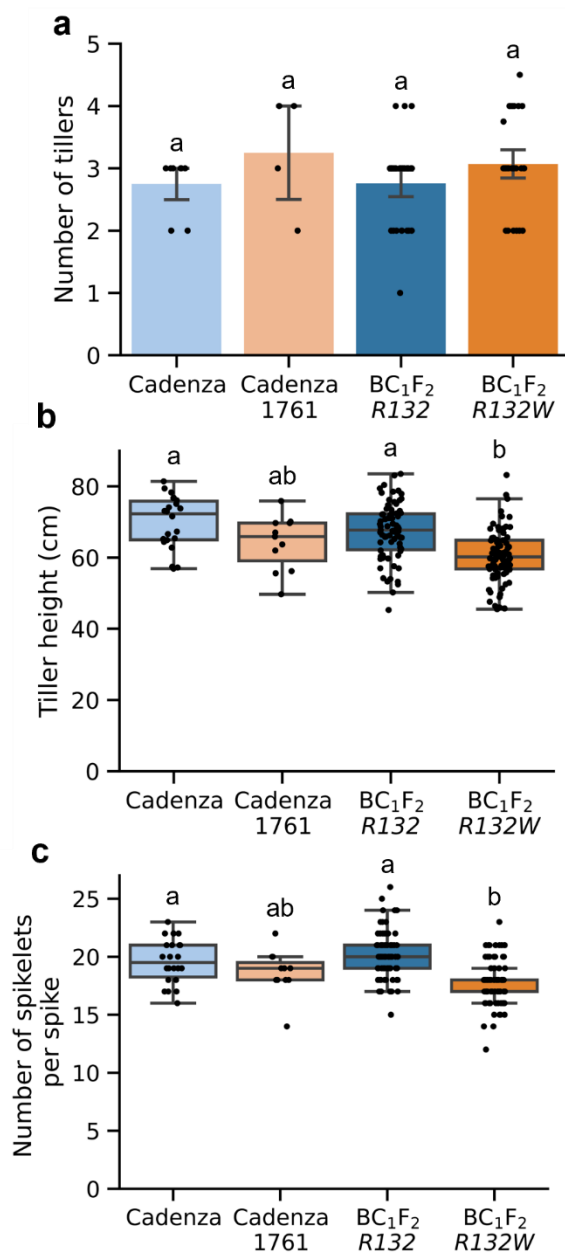 a
Number of tillers
5
4
3
2
1
0
a
a
a
a
Cadenza
Cadenza
1761
BC₁F₂
R132
BC₁F₂
R132W
b
Tiller height (cm)
80
60
40
20
0
a
ab
a
b
Cadenza
Cadenza
1761
BC₁F₂
R132
BC₁F₂
R132W
c
Number of spikelets
per spike
25
20
15
10
5
0
a
ab
a
b
Cadenza
Cadenza
1761
BC₁F₂
R132
BC₁F₂
R132W